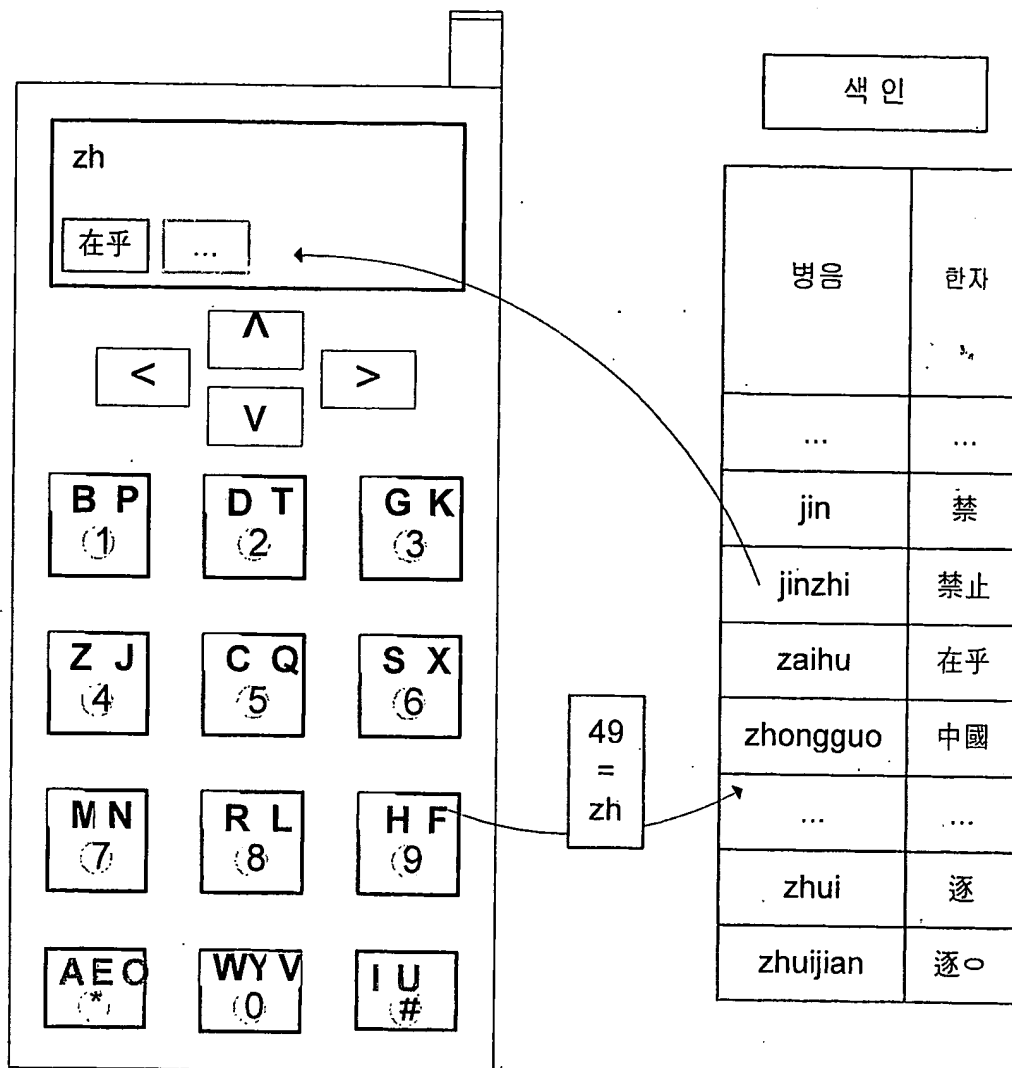 zh
在乎 ...
<
Λ
V
>
B P
1
D T
2
G K
3
Z J
4
C Q
5
S X
6
M N
7
R L
8
H F
9
A E O
*
W Y V
0
I U
#
49
=
zh
색 인
병음 한자
... ...
jin 禁
jinzhi 禁止
zaihu 在乎
zhongguo 中國
... ...
zhui 逐
zhuijian 逐ㅇ